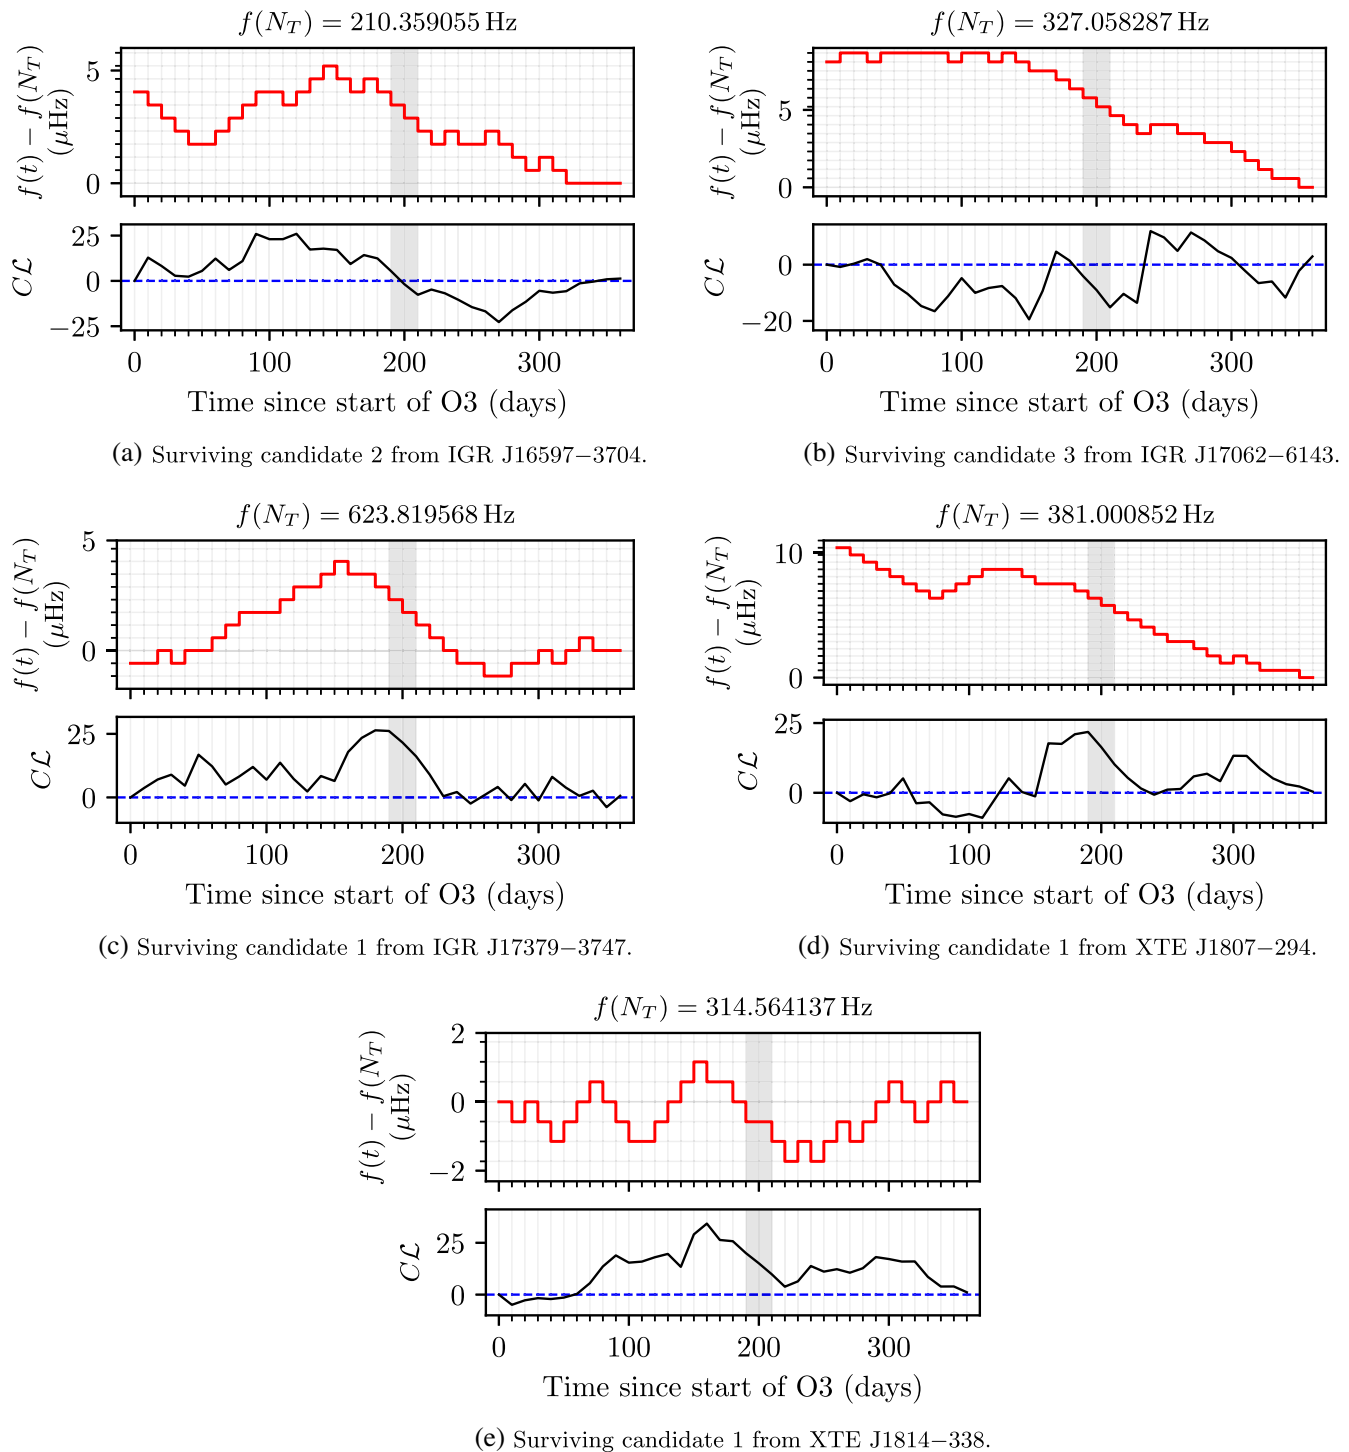 f(N_T) = 210.359055 Hz
f(t) − f(N_T)
(μHz)
5
0
Cℒ
25
0
−25
0 100 200 300
Time since start of O3 (days)
(a) Surviving candidate 2 from IGR J16597−3704.
f(N_T) = 327.058287 Hz
f(t) − f(N_T)
(μHz)
5
0
Cℒ
0
−20
0 100 200 300
Time since start of O3 (days)
(b) Surviving candidate 3 from IGR J17062−6143.
f(N_T) = 623.819568 Hz
f(t) − f(N_T)
(μHz)
5
0
Cℒ
25
0
0 100 200 300
Time since start of O3 (days)
(c) Surviving candidate 1 from IGR J17379−3747.
f(N_T) = 381.000852 Hz
f(t) − f(N_T)
(μHz)
10
0
Cℒ
25
0
0 100 200 300
Time since start of O3 (days)
(d) Surviving candidate 1 from XTE J1807−294.
f(N_T) = 314.564137 Hz
f(t) − f(N_T)
(μHz)
2
0
−2
Cℒ
25
0
0 100 200 300
Time since start of O3 (days)
(e) Surviving candidate 1 from XTE J1814−338.